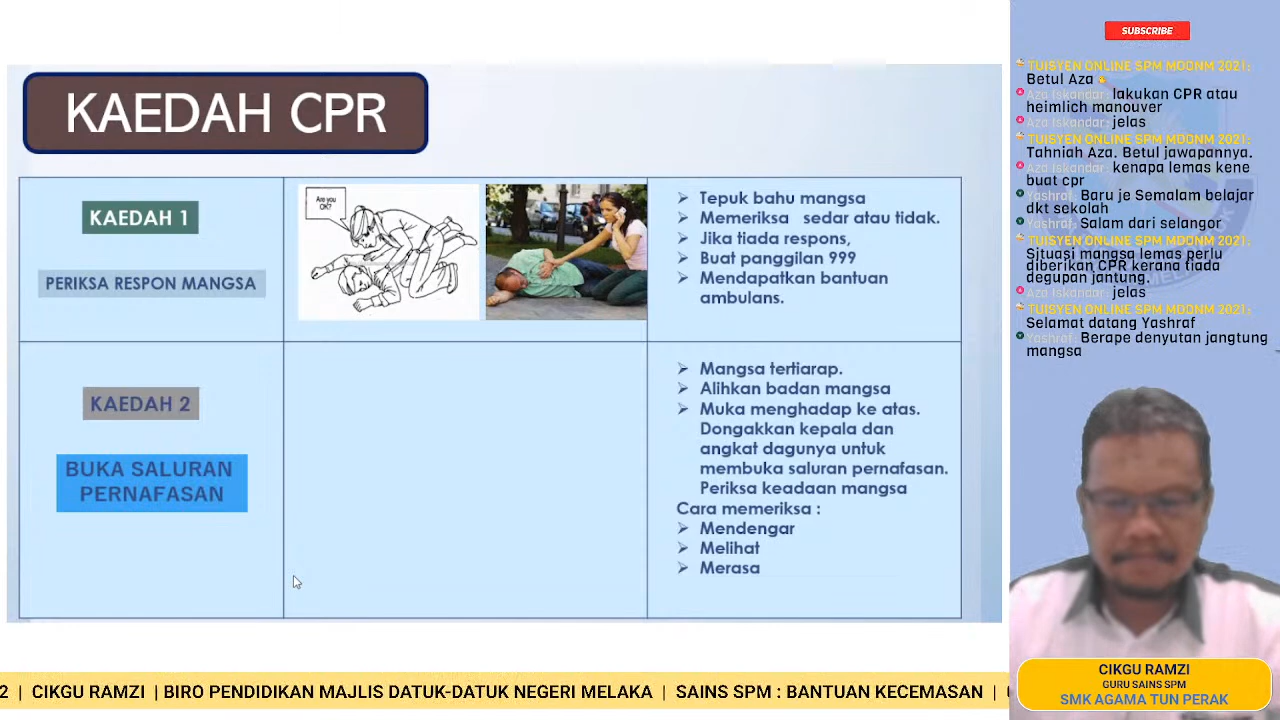 KAEDAH CPR
KAEDAH 1
PERIKSA RESPON MANGSA
Are you
OK?
➢ Tepuk bahu mangsa
➢ Memeriksa sedar atau tidak.
➢ Jika tiada respons,
➢ Buat panggilan 999
➢ Mendapatkan bantuan
ambulans.
KAEDAH 2
BUKA SALURAN
PERNAFASAN
➢ Mangsa tertiarap.
➢ Alihkan badan mangsa
➢ Muka menghadap ke atas.
Dongakkan kepala dan
angkat dagunya untuk
membuka saluran pernafasan.
Periksa keadaan mangsa
Cara memeriksa :
➢ Mendengar
➢ Melihat
➢ Merasa
SUBSCRIBE
TUISYEN ONLINE SPM MDDNM 2021:
Betul Aza
Aza Iskandar: lakukan CPR atau
heimlich manouver
Aza Iskandar: jelas
TUISYEN ONLINE SPM MDDNM 2021:
Tahniah Aza. Betul jawapannya.
Aza Iskandar: kenapa lemas kene
buat cpr
Yashraf: Baru je Semalam belajar
dkt sekolah
Yashraf: Salam dari selangor
TUISYEN ONLINE SPM MDDNM 2021:
Situasi mangsa lemas perlu
diberikan CPR kerana tiada
degupan jantung.
Aza Iskandar: jelas
TUISYEN ONLINE SPM MDDNM 2021:
Selamat datang Yashraf
Yashraf: Berape denyutan jangtung
mangsa
CIKGU RAMZI
GURU SAINS SPM
SMK AGAMA TUN PERAK
2 | CIKGU RAMZI | BIRO PENDIDIKAN MAJLIS DATUK-DATUK NEGERI MELAKA | SAINS SPM : BANTUAN KECEMASAN |